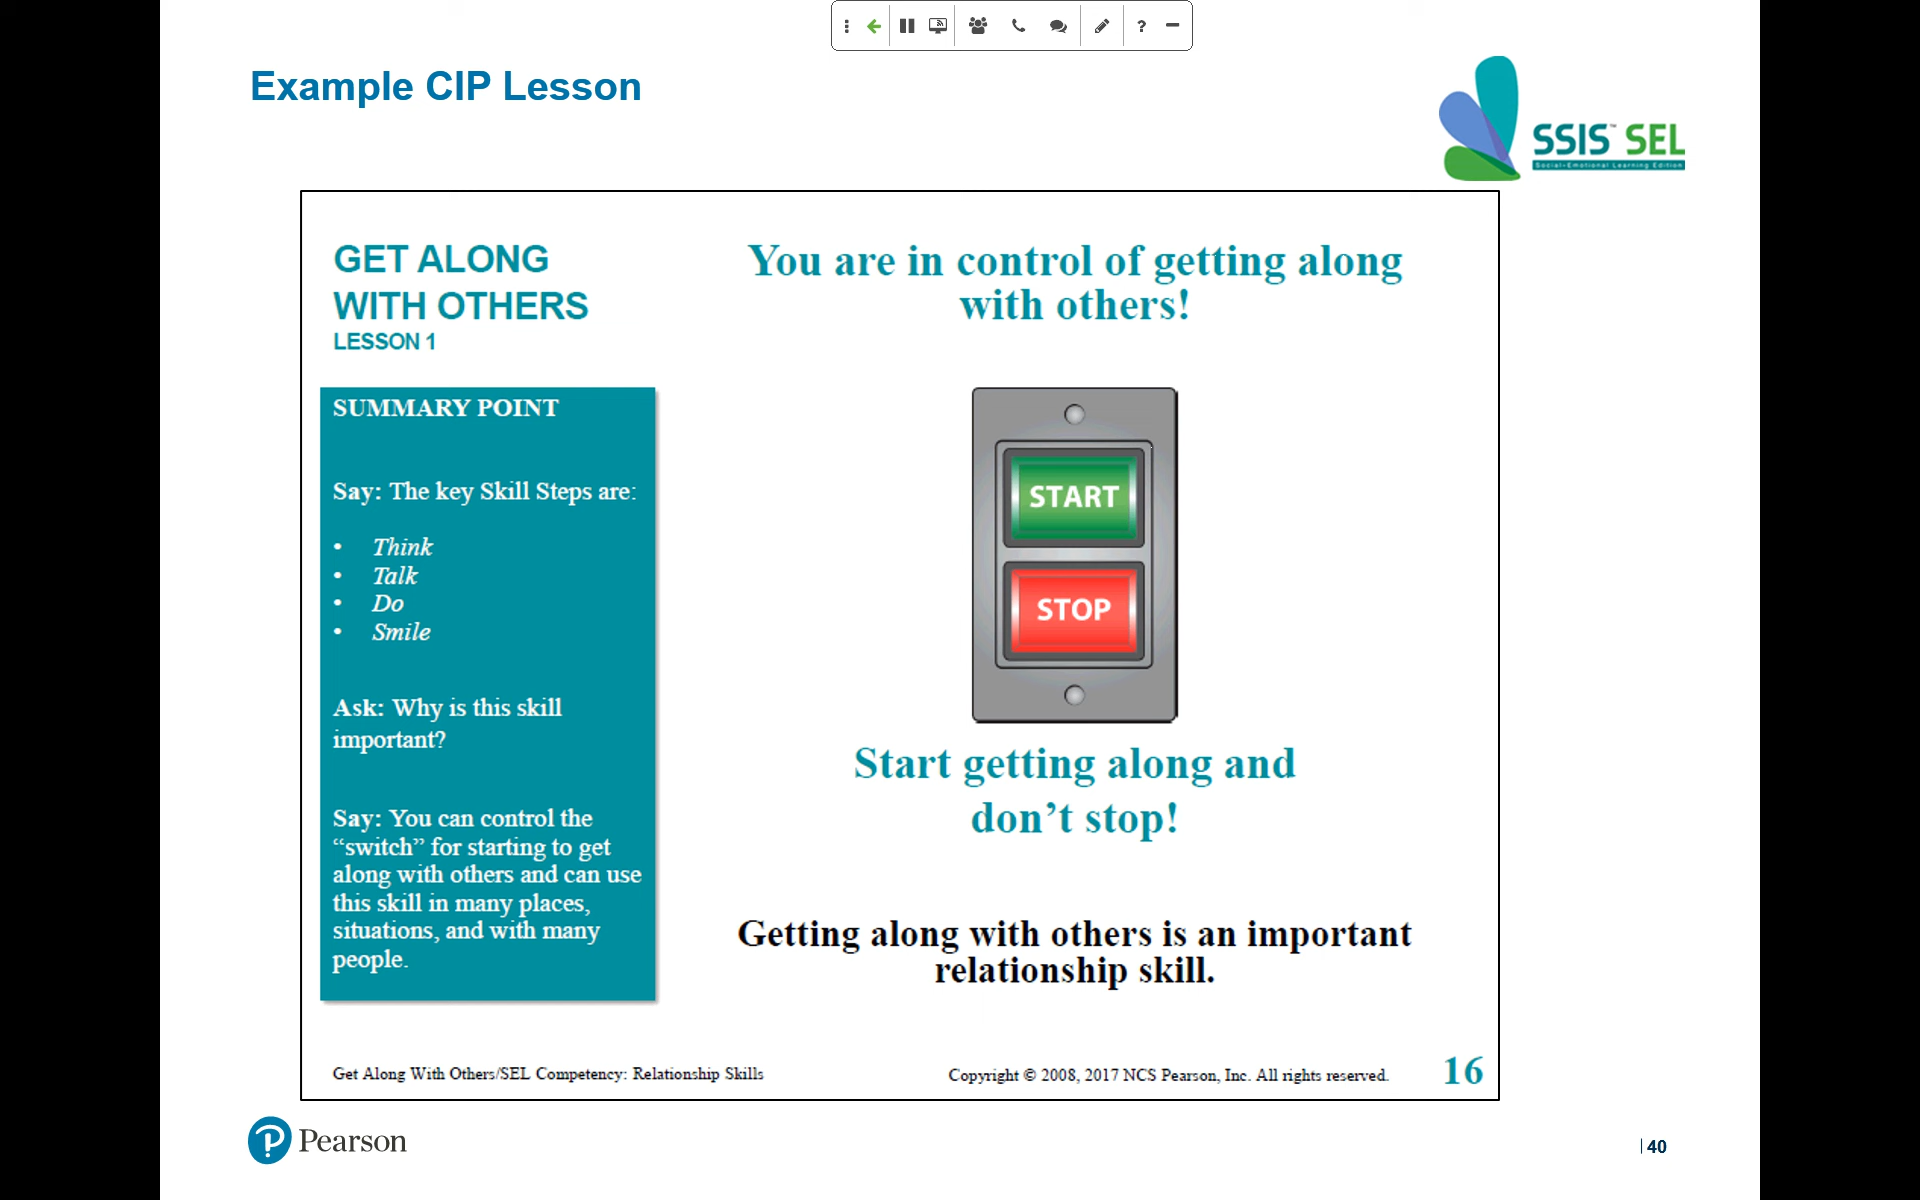 ?
Example CIP Lesson
SSIS™ SEL
Social-Emotional Learning Edition
GET ALONG
WITH OTHERS
LESSON 1
SUMMARY POINT
Say: The key Skill Steps are:
• Think
• Talk
• Do
• Smile
Ask: Why is this skill
important?
Say: You can control the
“switch” for starting to get
along with others and can use
this skill in many places,
situations, and with many
people.
You are in control of getting along
with others!
START
STOP
Start getting along and
don’t stop!
Getting along with others is an important
relationship skill.
Get Along With Others/SEL Competency: Relationship Skills
Copyright © 2008, 2017 NCS Pearson, Inc. All rights reserved.
16
P Pearson
| 40